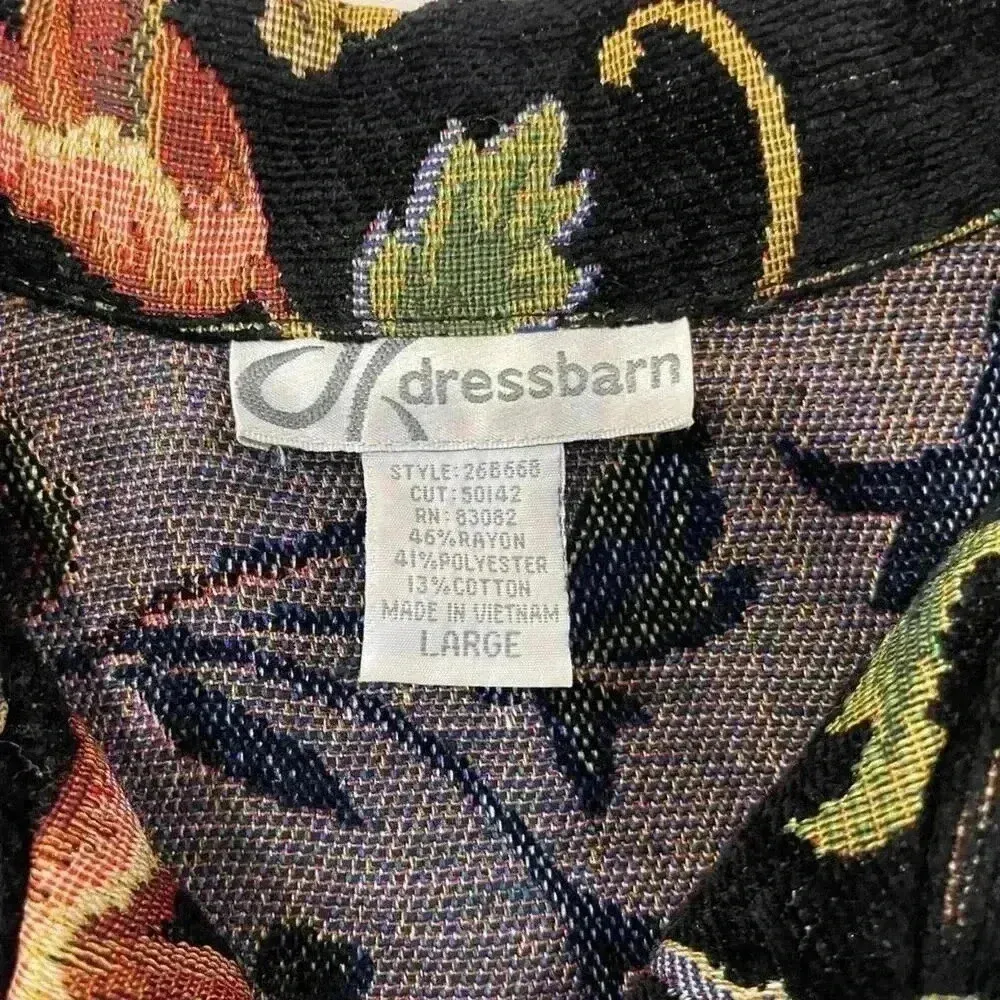 dressbarn
STYLE:26B668
CUT:50142
RN:83082
46%RAYON
41%POLYESTER
13%COTTON
MADE IN VIETNAM
LARGE